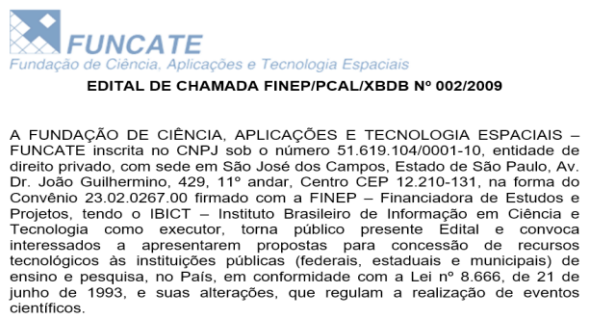 FUNCATE
Fundação de Ciência, Aplicações e Tecnologia Espaciais
EDITAL DE CHAMADA FINEP/PCAL/XBDB Nº 002/2009
A FUNDAÇÃO DE CIÊNCIA, APLICAÇÕES E TECNOLOGIA ESPACIAIS –
FUNCATE inscrita no CNPJ sob o número 51.619.104/0001-10, entidade de
direito privado, com sede em São José dos Campos, Estado de São Paulo, Av.
Dr. João Guilhermino, 429, 11º andar, Centro CEP 12.210-131, na forma do
Convênio 23.02.0267.00 firmado com a FINEP – Financiadora de Estudos e
Projetos, tendo o IBICT – Instituto Brasileiro de Informação em Ciência e
Tecnologia como executor, torna público presente Edital e convoca
interessados a apresentarem propostas para concessão de recursos
tecnológicos às instituições públicas (federais, estaduais e municipais) de
ensino e pesquisa, no País, em conformidade com a Lei nº 8.666, de 21 de
junho de 1993, e suas alterações, que regulam a realização de eventos
científicos.